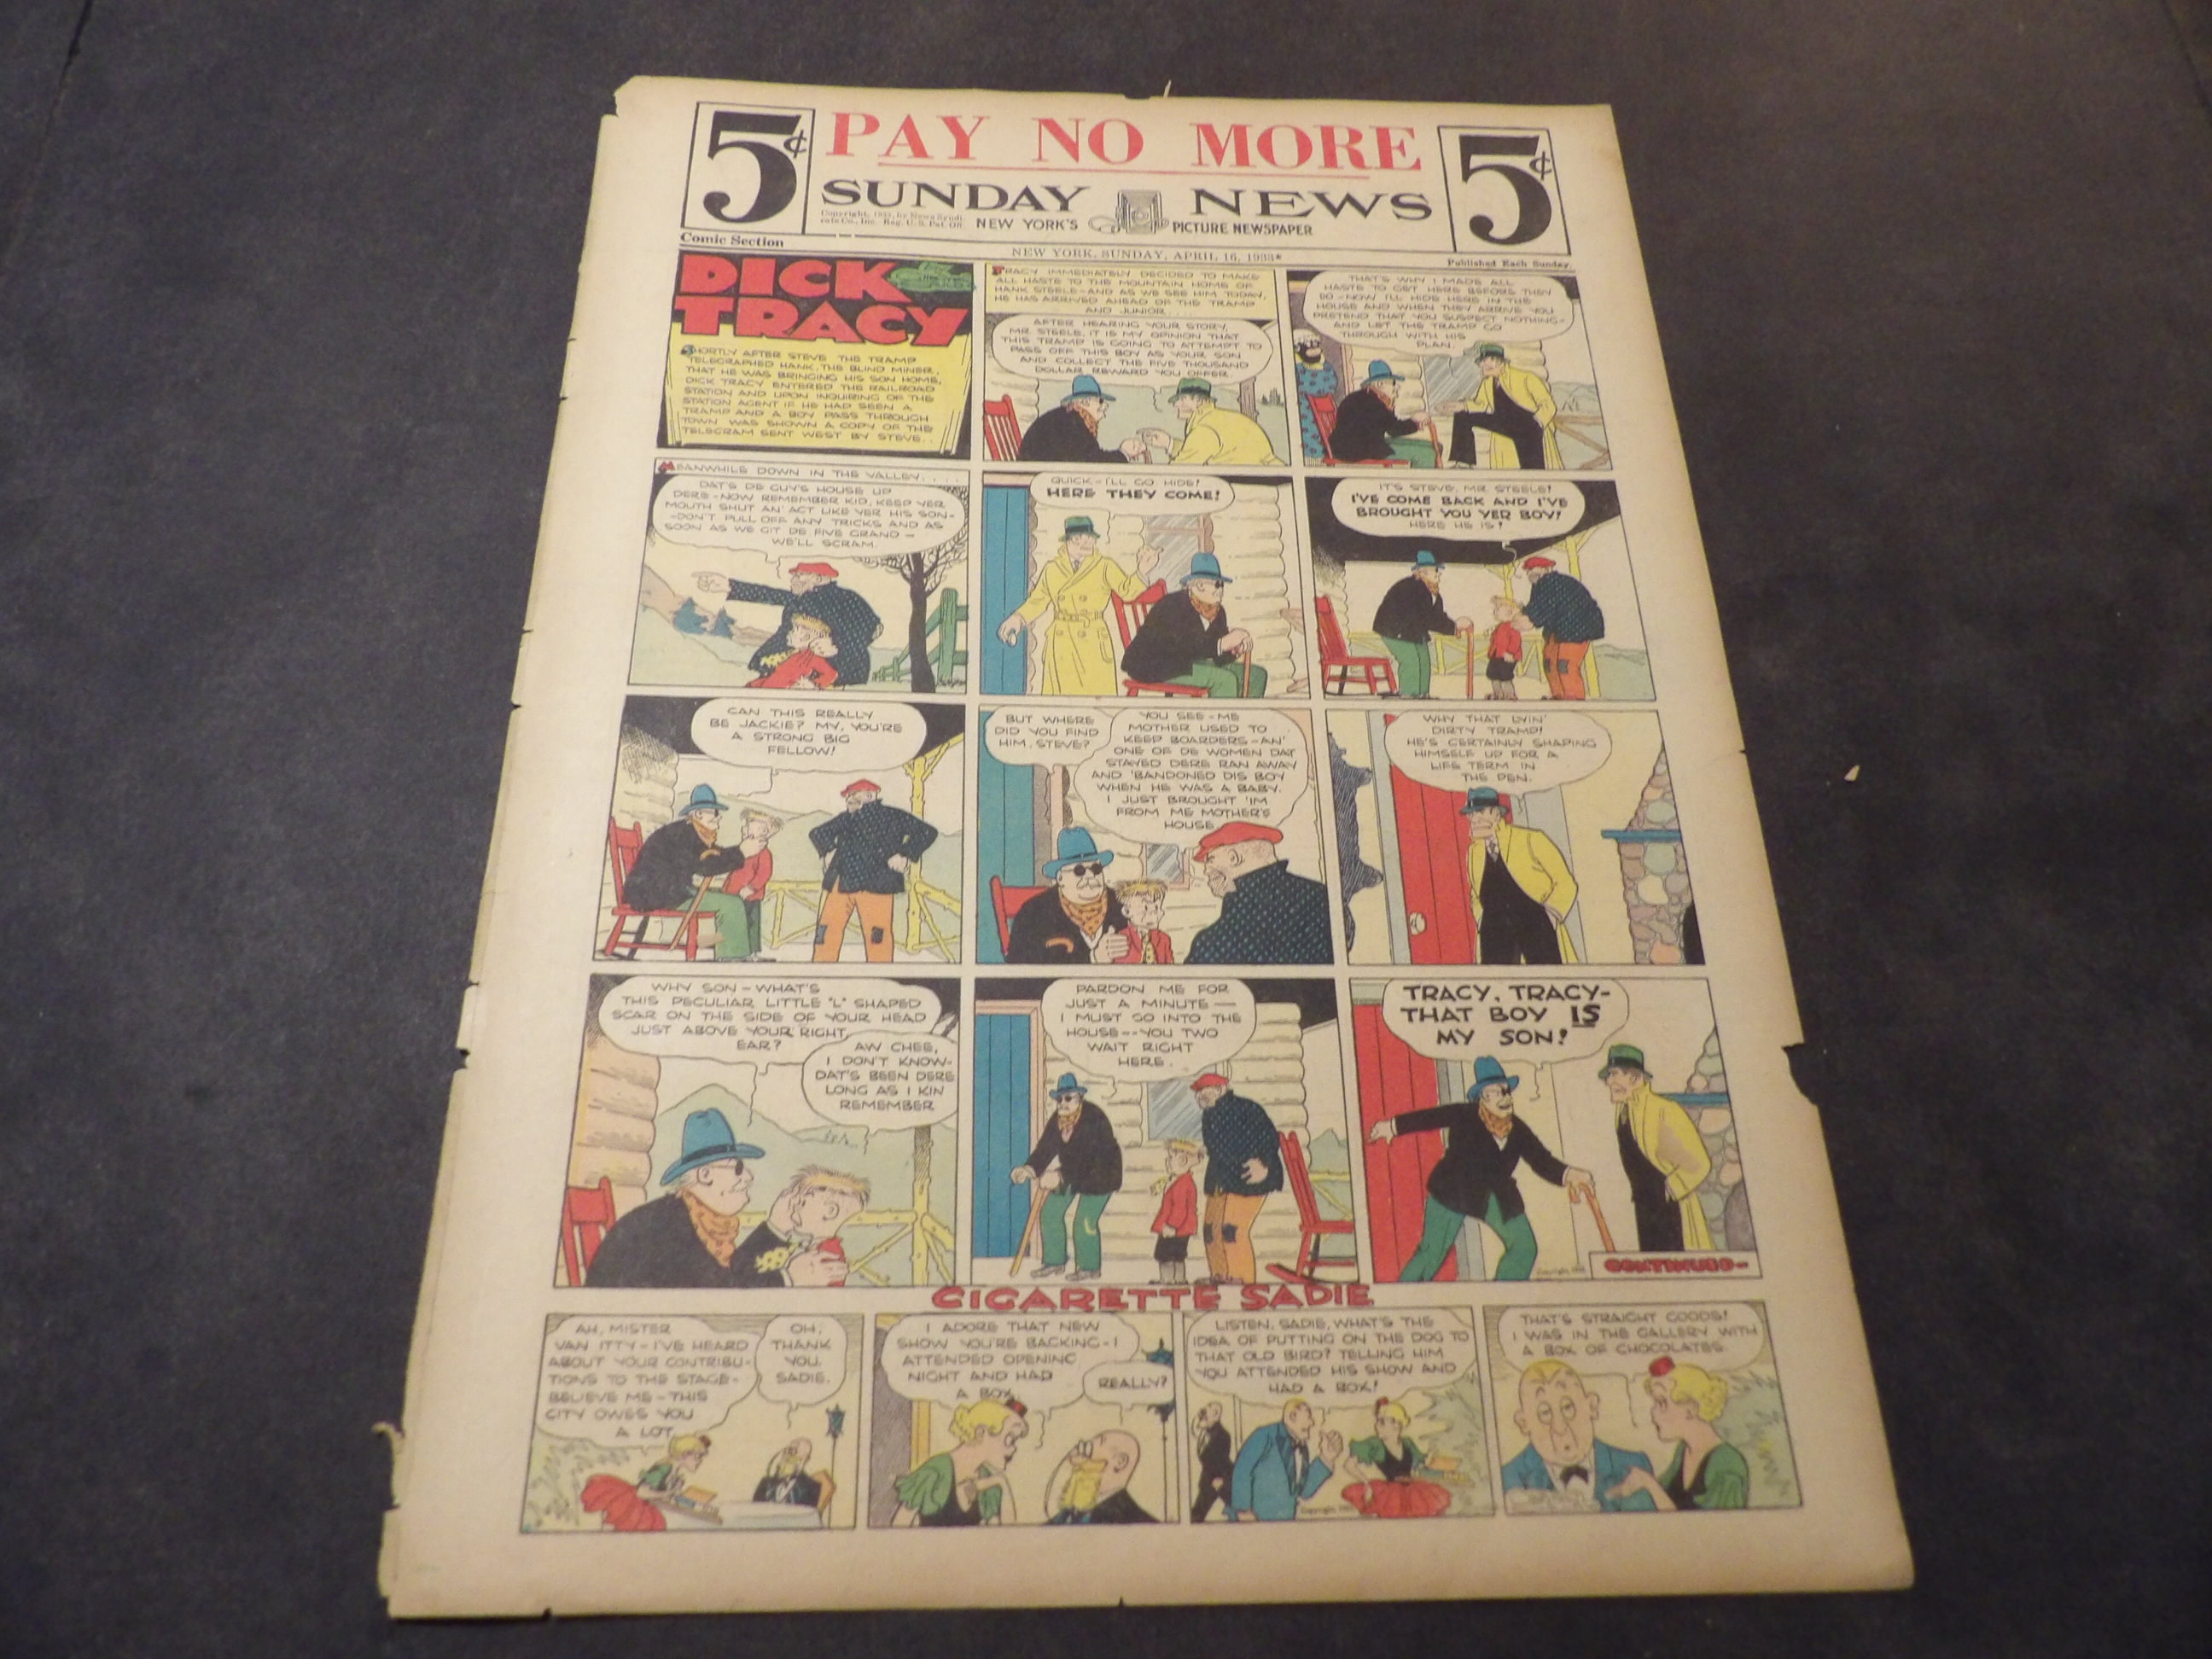 5¢
PAY NO MORE
5¢
SUNDAY NEWS
Copyright, 1933, by News Syndi-
cate Co., Inc. Reg. U. S. Pat. Off.
NEW YORK'S PICTURE NEWSPAPER
Comic Section
NEW YORK, SUNDAY, APRIL 16, 1933*
Published Each Sunday.
DICK
TRACY
SHORTLY AFTER STEVE THE TRAMP
TELEGRAPHED HANK, THE BLIND MINER,
THAT HE WAS BRINGING HIS SON HOME,
DICK TRACY ENTERED THE RAILROAD
STATION AND UPON INQUIRING OF THE
STATION AGENT IF HE HAD SEEN A
TRAMP AND A BOY PASS THROUGH
TOWN WAS SHOWN A COPY OF THE
TELEGRAM SENT WEST BY STEVE..
TRACY IMMEDIATELY DECIDED TO MAKE
ALL HASTE TO THE MOUNTAIN HOME OF
HANK STEELE-AND AS WE SEE HIM TODAY,
HE HAS ARRIVED AHEAD OF THE TRAMP
AND JUNIOR...
AFTER HEARING YOUR STORY,
MR. STEELE, IT IS MY OPINION THAT
THIS TRAMP IS GOING TO ATTEMPT TO
PASS OFF THIS BOY AS YOUR SON
AND COLLECT THE FIVE THOUSAND
DOLLAR REWARD YOU OFFER.
THAT'S WHY I MADE ALL
HASTE TO GET HERE BEFORE THEY
DO-NOW I'LL HIDE HERE IN THE
HOUSE AND WHEN THEY ARRIVE YOU
PRETEND THAT YOU SUSPECT NOTHING-
AND LET THE TRAMP GO
THROUGH WITH HIS
PLAN.
MEANWHILE DOWN IN THE VALLEY....
DAT'S DE GUY'S HOUSE UP
DERE-NOW REMEMBER KID, KEEP YER
MOUTH SHUT AN' ACT LIKE YER HIS SON-
-DON'T PULL OFF ANY TRICKS AND AS
SOON AS WE GIT DE FIVE GRAND -
WE'LL SCRAM.
QUICK-I'LL GO HIDE!
HERE THEY COME!
IT'S STEVE, MR. STEELE!
I'VE COME BACK AND I'VE
BROUGHT YOU YER BOY!
HERE HE IS!
CAN THIS REALLY
BE JACKIE? MY, YOU'RE
A STRONG BIG
FELLOW!
BUT WHERE
DID YOU FIND
HIM, STEVE?
YOU SEE-ME
MOTHER USED TO
KEEP BOARDERS-AN'
ONE OF DE WOMEN DAT
STAYED DERE RAN AWAY
AND 'BANDONED DIS BOY
WHEN HE WAS A BABY.
I JUST BROUGHT 'IM
FROM ME MOTHER'S
HOUSE.
WHY THAT LYIN'
DIRTY TRAMP!
HE'S CERTAINLY SHAPING
HIMSELF UP FOR A
LIFE TERM IN
THE PEN.
WHY SON-WHAT'S
THIS PECULIAR LITTLE "L" SHAPED
SCAR ON THE SIDE OF YOUR HEAD
JUST ABOVE YOUR RIGHT
EAR?
AW CHEE,
I DON'T KNOW-
DAT'S BEEN DERE
LONG AS I KIN
REMEMBER
PARDON ME FOR
JUST A MINUTE —
I MUST GO INTO THE
HOUSE--YOU TWO
WAIT RIGHT
HERE.
TRACY, TRACY-
THAT BOY IS
MY SON!
CONTINUED-
CIGARETTE SADIE
AH, MISTER
VAN ITTY-I'VE HEARD
ABOUT YOUR CONTRIBU-
TIONS TO THE STAGE-
BELIEVE ME-THIS
CITY OWES YOU
A LOT.
OH,
THANK
YOU,
SADIE.
I ADORE THAT NEW
SHOW YOU'RE BACKING-I
ATTENDED OPENING
NIGHT AND HAD
A BOX.
REALLY?
LISTEN, SADIE, WHAT'S THE
IDEA OF PUTTING ON THE DOG TO
THAT OLD BIRD? TELLING HIM
YOU ATTENDED HIS SHOW AND
HAD A BOX!
THAT'S STRAIGHT GOODS!
I WAS IN THE GALLERY WITH
A BOX OF CHOCOLATES.